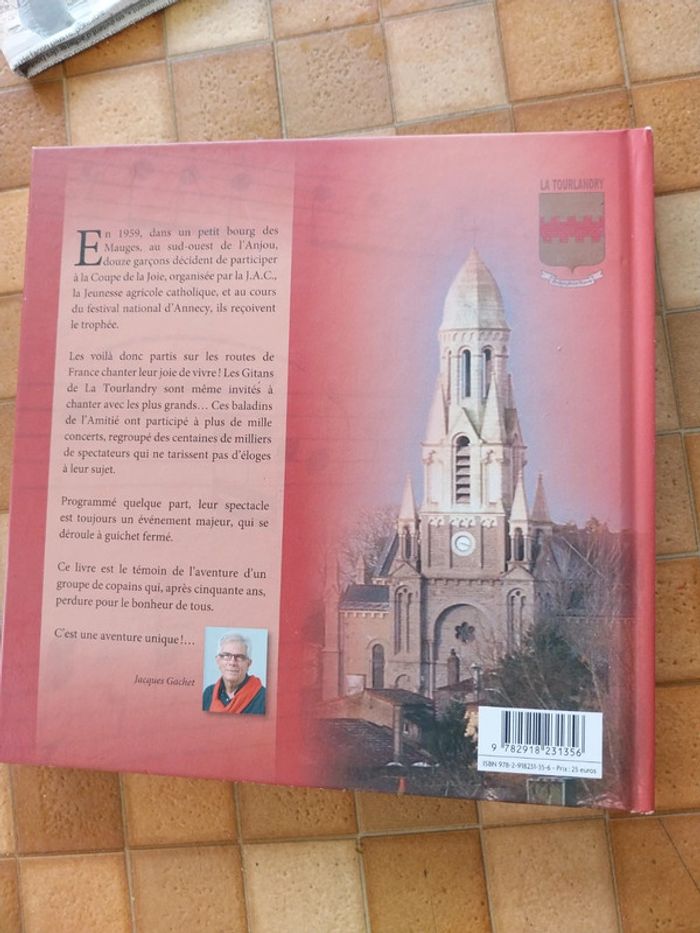 LA TOURLANDRY
En 1959, dans un petit bourg des
Mauges, au sud-ouest de l'Anjou,
douze garçons décident de participer
à la Coupe de la Joie, organisée par la J.A.C.,
la Jeunesse agricole catholique, et au cours
du festival national d'Annecy, ils reçoivent
le trophée.
Les voilà donc partis sur les routes de
France chanter leur joie de vivre ! Les Gitans
de La Tourlandry sont même invités à
chanter avec les plus grands… Ces baladins
de l'Amitié ont participé à plus de mille
concerts, regroupé des centaines de milliers
de spectateurs qui ne tarissent pas d'éloges
à leur sujet.
Programmé quelque part, leur spectacle
est toujours un événement majeur, qui se
déroule à guichet fermé.
Ce livre est le témoin de l'aventure d'un
groupe de copains qui, après cinquante ans,
perdure pour le bonheur de tous.
C'est une aventure unique !…
Jacques Gachet
9 782918 231356
ISBN 978-2-918231-35-6 - Prix : 25 euros